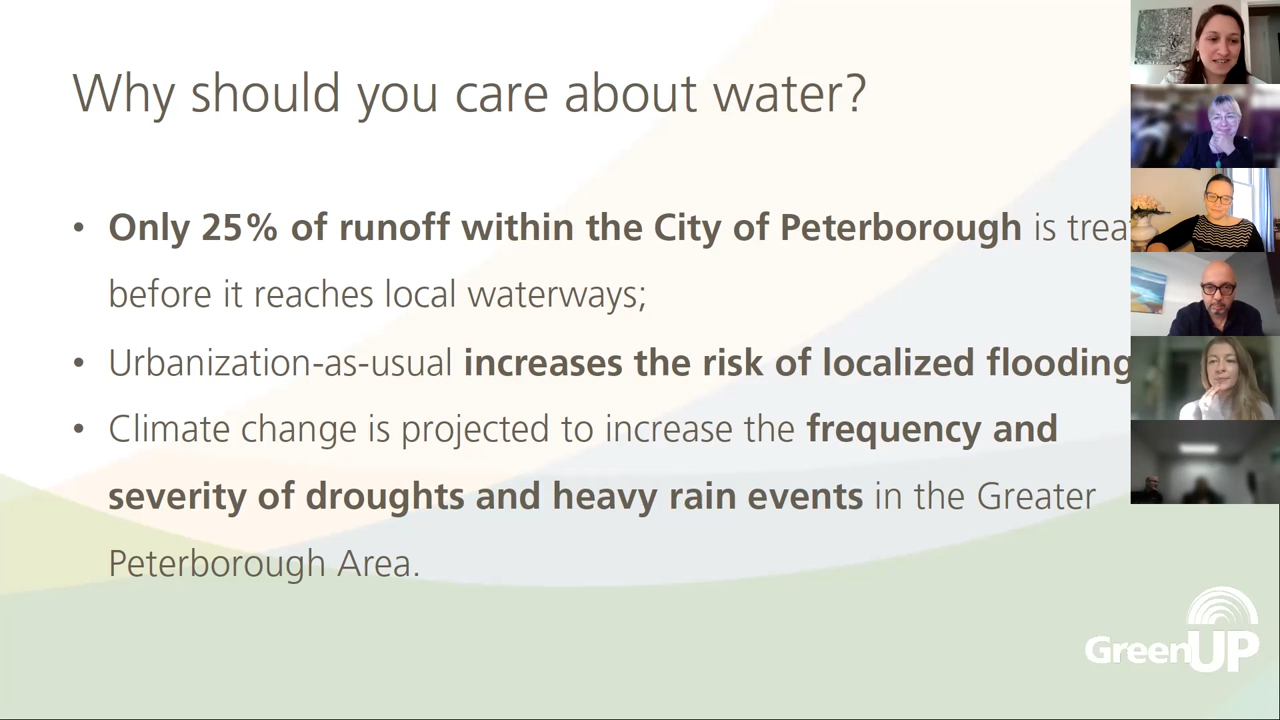 Why should you care about water?
• Only 25% of runoff within the City of Peterborough is
before it reaches local waterways;
• Urbanization-as-usual increases the risk of localized flooding
• Climate change is projected to increase the frequency and
severity of droughts and heavy rain events in the Greater
Peterborough Area.
GreenUP